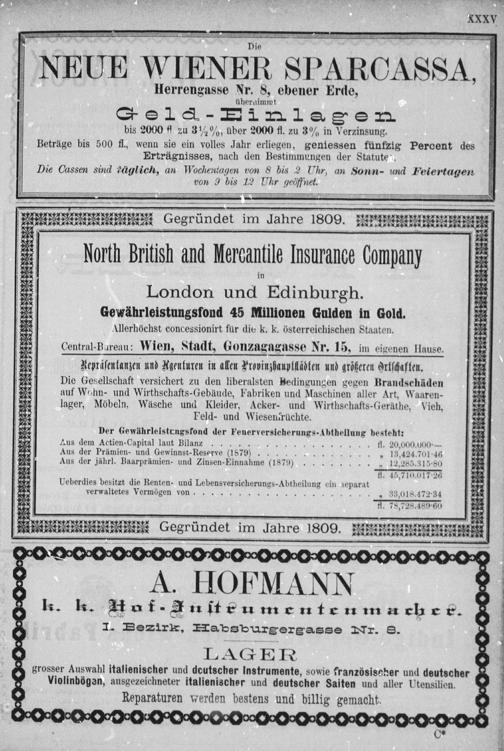 XXXV
Die
NEUE WIENER SPARCASSA,
Herrengasse Nr. 8, ebener Erde,
übernimmt
Geld-Einlagen
bis 2000 fl zu 3½%, über 2000 fl. zu 3% in Verzinsung.
Beträge bis 500 fl., wenn sie ein volles Jahr erliegen, geniessen fünfzig Percent des
Erträgnisses, nach den Bestimmungen der Statuten.
Die Cassen sind täglich, an Wochentagen von 8 bis 2 Uhr, an Sonn- und Feiertagen
von 9 bis 12 Uhr geöffnet.
Gegründet im Jahre 1809.
North British and Mercantile Insurance Company
in
London und Edinburgh.
Gewährleistungsfond 45 Millionen Gulden in Gold.
Allerhöchst concessionirt für die k. k. österreichischen Staaten.
Central-Bureau: Wien, Stadt, Gonzagagasse Nr. 15, im eigenen Hause.
Repräsentanzen und Agenturen in allen Provinzhauptstädten und größeren Ortschaften.
Die Gesellschaft versichert zu den liberalsten Bedingungen gegen Brandschäden
auf Wohn- und Wirthschafts-Gebäude, Fabriken und Maschinen aller Art, Waaren-
lager, Möbeln, Wäsche und Kleider, Acker- und Wirthschafts-Geräthe, Vieh,
Feld- und Wiesenfrüchte.
Der Gewährleistungsfond der Feuerversicherungs-Abtheilung besteht:
Aus dem Actien-Capital laut Bilanz . . . . . . . . . . fl. 20,000.000·—
Aus der Prämien- und Gewinnst-Reserve (1879) . . . . . . . . „ 13,424.701·46
Aus der jährl. Baarprämien- und Zinsen-Einnahme (1879) . . . . . . „ 12,285.315·80
fl. 45,710.017·26
Ueberdies besitzt die Renten- und Lebensversicherungs-Abtheilung ein separat
verwaltetes Vermögen von . . . . . . . . . . „ 33,018.472·34
fl. 78,728.489·60
Gegründet im Jahre 1809.
A. HOFMANN
k. k. Hof-Instrumentenmacher.
I. Bezirk, Habsburgergasse Nr. 8.
LAGER
grosser Auswahl italienischer und deutscher Instrumente, sowie französischer und deutscher
Violinbögan, ausgezeichneter italienischer und deutscher Saiten und aller Utensilien.
Reparaturen werden bestens und billig gemacht.
C*